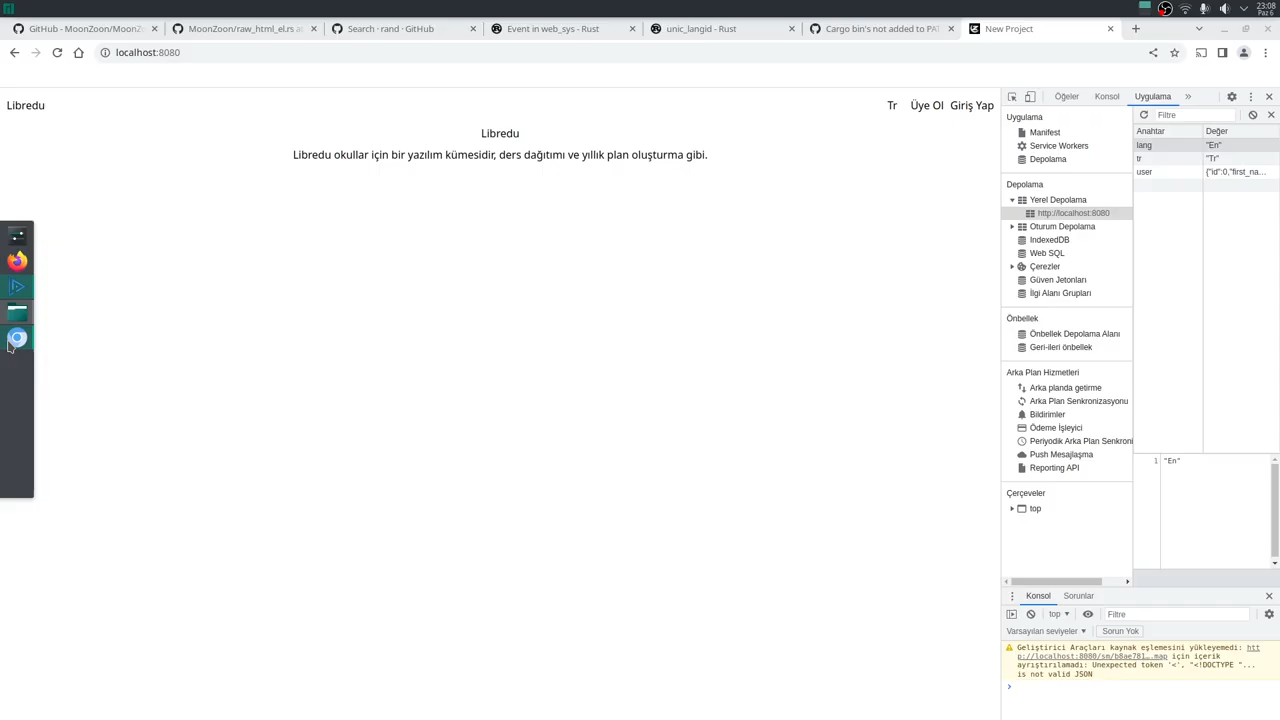 23:08
Paz 6
GitHub - MoonZoon/MoonZ
MoonZoon/raw_html_el.rs a
Search · rand · GitHub
Event in web_sys - Rust
unic_langid - Rust
Cargo bin's not added to PAT
New Project
localhost:8080
Libredu
Tr Üye Ol Giriş Yap
Libredu
Libredu okullar için bir yazılım kümesidir, ders dağıtımı ve yıllık plan oluşturma gibi.
Öğeler Konsol Uygulama »
Uygulama
Manifest
Service Workers
Depolama
Depolama
Yerel Depolama
http://localhost:8080
Oturum Depolama
IndexedDB
Web SQL
Çerezler
Güven Jetonları
İlgi Alanı Grupları
Önbellek
Önbellek Depolama Alanı
Geri-ileri önbellek
Arka Plan Hizmetleri
Arka planda getirme
Arka Plan Senkronizasyonu
Bildirimler
Ödeme İşleyici
Periyodik Arka Plan Senkroni
Push Mesajlaşma
Reporting API
Çerçeveler
top
Filtre
Anahtar Değer
lang "En"
tr "Tr"
user {"id":0,"first_na...
1 "En"
Konsol Sorunlar
top Filtre
Varsayılan seviyeler Sorun Yok
Geliştirici Araçları kaynak eşlemesini yükleyemedi: htt
p://localhost:8080/sm/b8ae781….map için içerik
ayrıştırılamadı: Unexpected token '<', "<!DOCTYPE "...
is not valid JSON